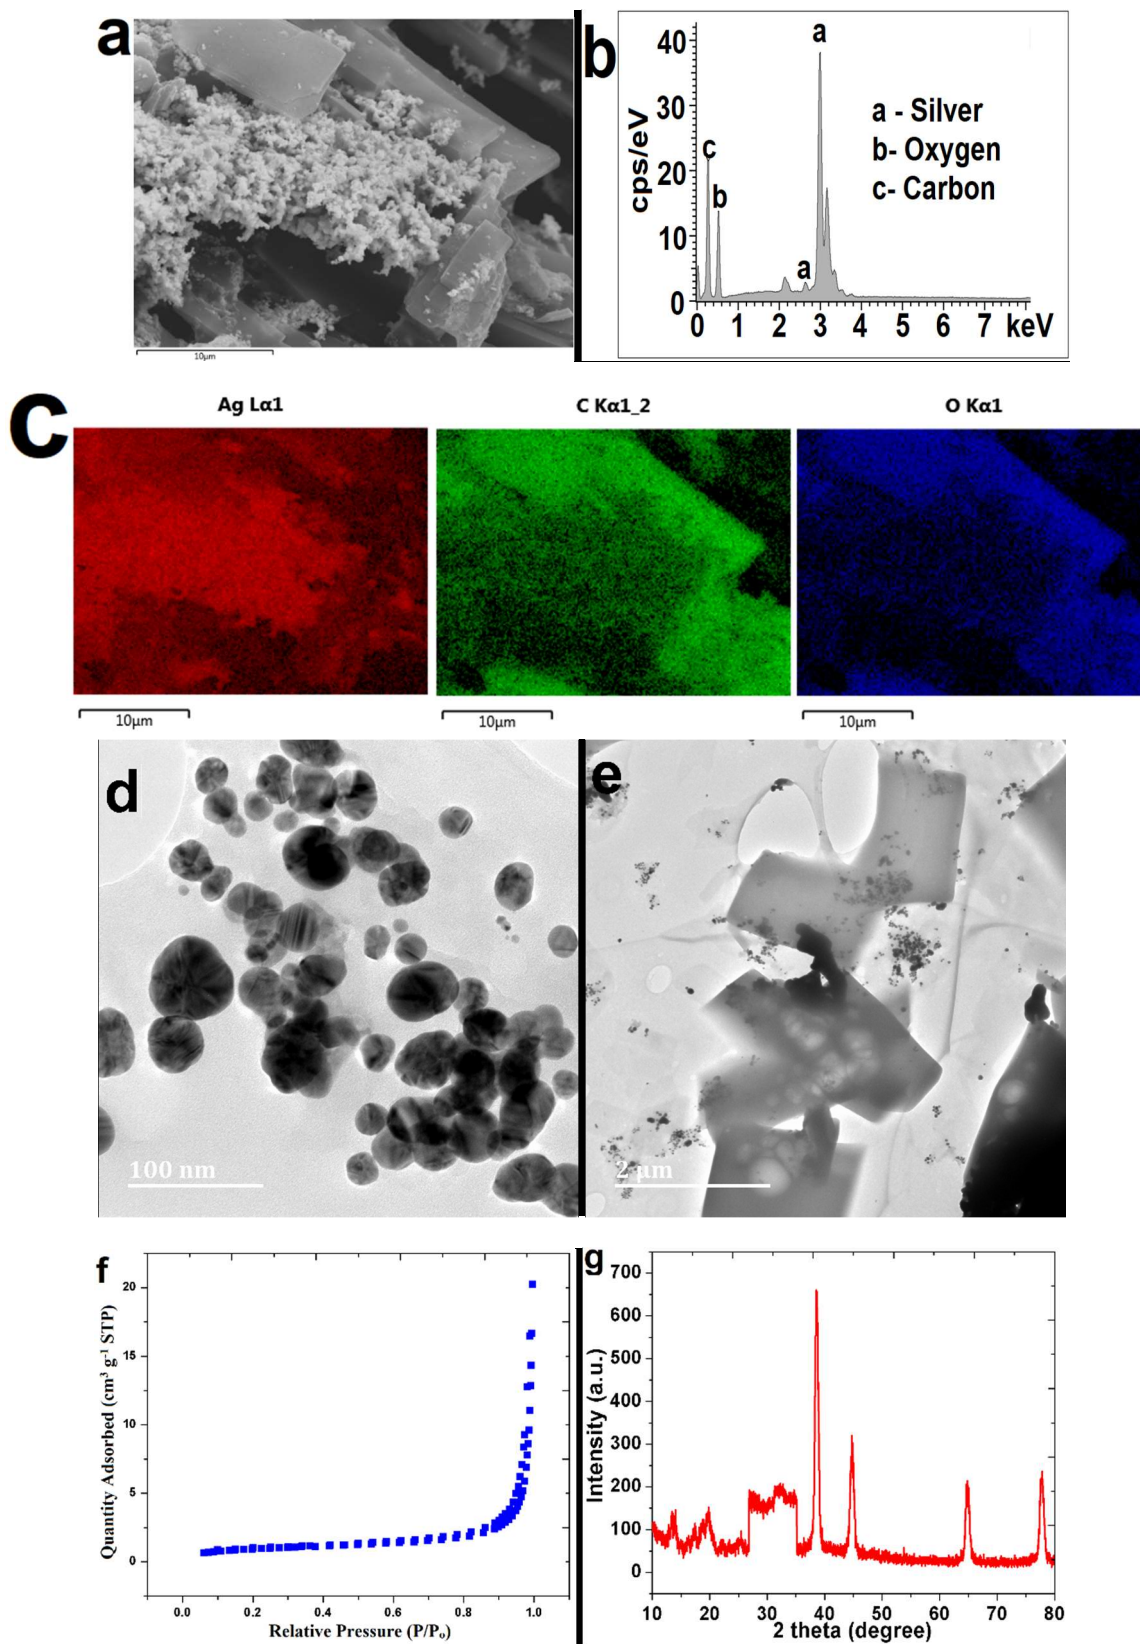 a
10µm
b
cps/eV
40
30
20
10
0
a
c
b
a
a - Silver
b- Oxygen
c- Carbon
0 1 2 3 4 5 6 7 keV
c
Ag Lα1
C Kα1_2
O Kα1
10µm
10µm
10µm
d
100 nm
e
2 µm
f
Quantity Adsorbed (cm³ g⁻¹ STP)
20
15
10
5
0
0.0 0.2 0.4 0.6 0.8 1.0
Relative Pressure (P/Pₒ)
g
Intensity (a.u.)
700
600
500
400
300
200
100
0
10 20 30 40 50 60 70 80
2 theta (degree)